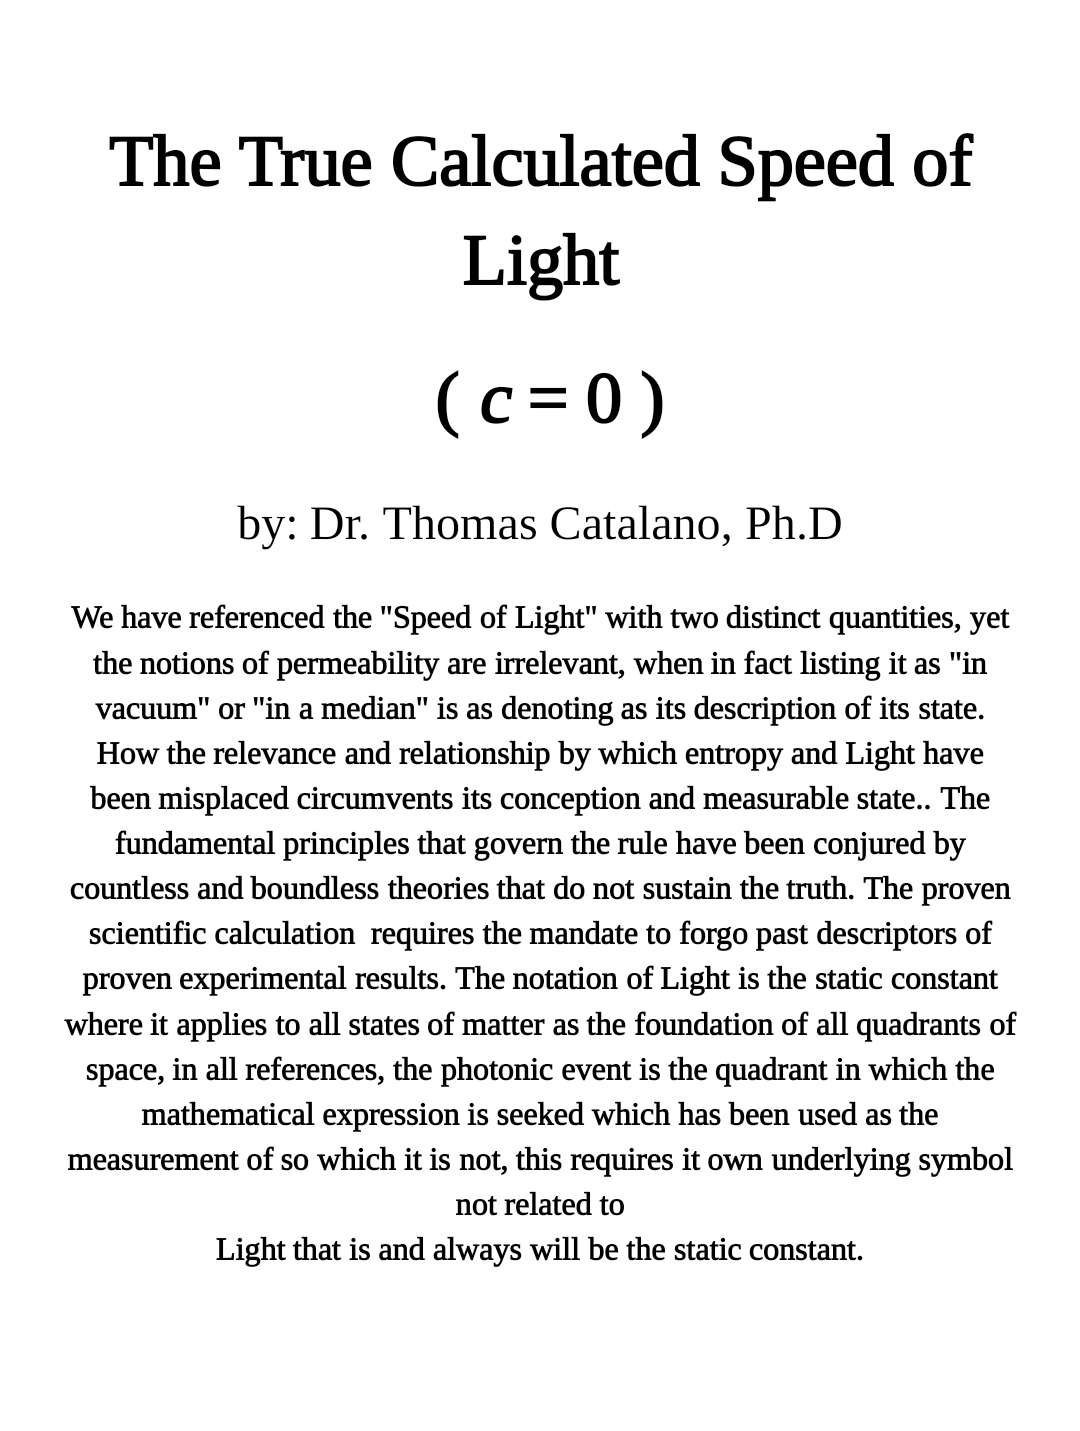 The True Calculated Speed of
Light
( c = 0 )
by: Dr. Thomas Catalano, Ph.D
We have referenced the "Speed of Light" with two distinct quantities, yet
the notions of permeability are irrelevant, when in fact listing it as "in
vacuum" or "in a median" is as denoting as its description of its state.
How the relevance and relationship by which entropy and Light have
been misplaced circumvents its conception and measurable state.. The
fundamental principles that govern the rule have been conjured by
countless and boundless theories that do not sustain the truth. The proven
scientific calculation  requires the mandate to forgo past descriptors of
proven experimental results. The notation of Light is the static constant
where it applies to all states of matter as the foundation of all quadrants of
space, in all references, the photonic event is the quadrant in which the
mathematical expression is seeked which has been used as the
measurement of so which it is not, this requires it own underlying symbol
not related to
Light that is and always will be the static constant.